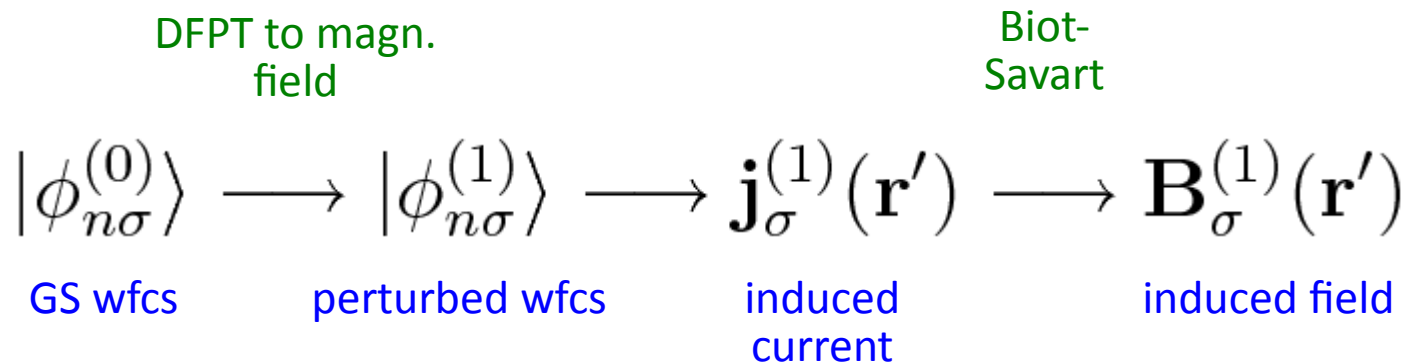 DFPT to magn.
field
Biot-
Savart
|ϕ_{nσ}^{(0)}⟩ ⟶ |ϕ_{nσ}^{(1)}⟩ ⟶ j_σ^{(1)}(r′) ⟶ B_σ^{(1)}(r′)
GS wfcs
perturbed wfcs
induced
current
induced field